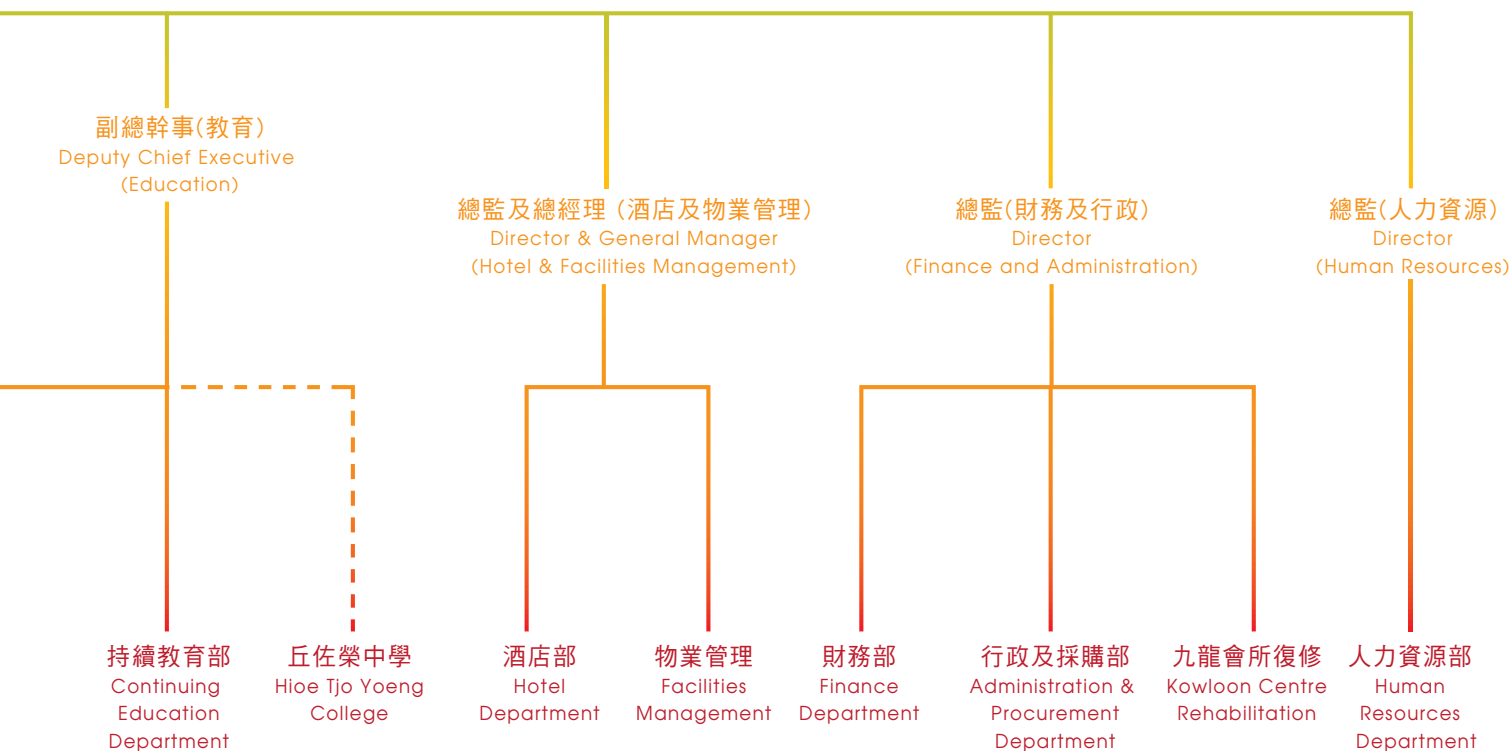 副總幹事(教育)
Deputy Chief Executive
(Education)
總監及總經理 (酒店及物業管理)
Director & General Manager
(Hotel & Facilities Management)
總監(財務及行政)
Director
(Finance and Administration)
總監(人力資源)
Director
(Human Resources)
持續教育部
Continuing
Education
Department
丘佐榮中學
Hioe Tjo Yoeng
College
酒店部
Hotel
Department
物業管理
Facilities
Management
財務部
Finance
Department
行政及採購部
Administration &
Procurement
Department
九龍會所復修
Kowloon Centre
Rehabilitation
人力資源部
Human
Resources
Department